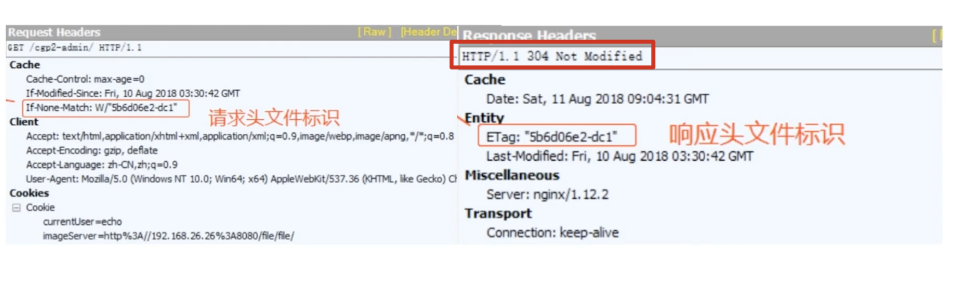 Request Headers [Raw] [Header De
GET /cgp2-admin/ HTTP/1.1
Cache
Cache-Control: max-age=0
If-Modified-Since: Fri, 10 Aug 2018 03:30:42 GMT
If-None-Match: W/"5b6d06e2-dc1"
请求头文件标识
Client
Accept: text/html,application/xhtml+xml,application/xml;q=0.9,image/webp,image/apng,*/*;q=0.8
Accept-Encoding: gzip, deflate
Accept-Language: zh-CN,zh;q=0.9
User-Agent: Mozilla/5.0 (Windows NT 10.0; Win64; x64) AppleWebKit/537.36 (KHTML, like Gecko) Ch
Cookies
Cookie
currentUser=echo
imageServer=http%3A//192.168.26.26%3A8080/file/file/
Response Headers [
HTTP/1.1 304 Not Modified
Cache
Date: Sat, 11 Aug 2018 09:04:31 GMT
Entity
ETag: "5b6d06e2-dc1"
响应头文件标识
Last-Modified: Fri, 10 Aug 2018 03:30:42 GMT
Miscellaneous
Server: nginx/1.12.2
Transport
Connection: keep-alive